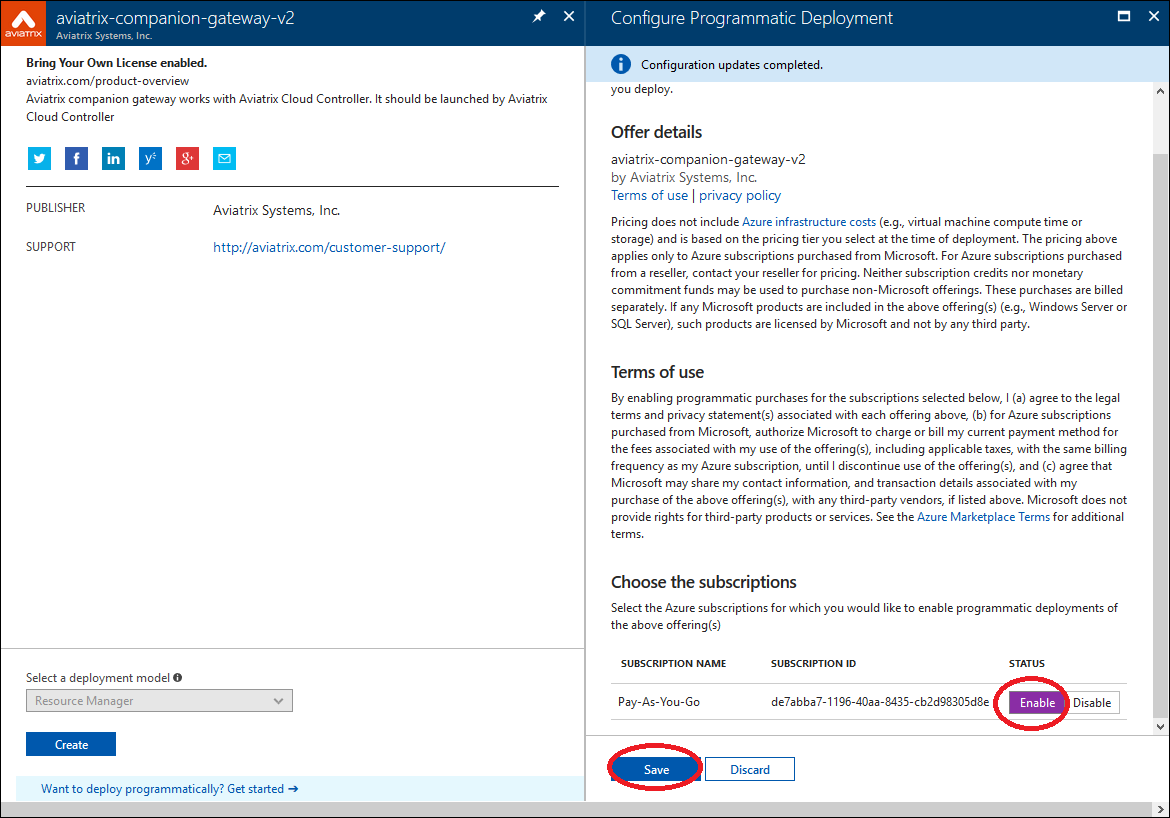 AVIATRIX
aviatrix-companion-gateway-v2
Aviatrix Systems, Inc.
Bring Your Own License enabled.
aviatrix.com/product-overview
Aviatrix companion gateway works with Aviatrix Cloud Controller. It should be launched by Aviatrix
Cloud Controller
f
in
y
g+
PUBLISHER
Aviatrix Systems, Inc.
SUPPORT
http://aviatrix.com/customer-support/
Select a deployment model
Resource Manager
Create
Want to deploy programmatically? Get started →
Configure Programmatic Deployment
Configuration updates completed.
you deploy.
Offer details
aviatrix-companion-gateway-v2
by Aviatrix Systems, Inc.
Terms of use | privacy policy
Pricing does not include Azure infrastructure costs (e.g., virtual machine compute time or
storage) and is based on the pricing tier you select at the time of deployment. The pricing above
applies only to Azure subscriptions purchased from Microsoft. For Azure subscriptions purchased
from a reseller, contact your reseller for pricing. Neither subscription credits nor monetary
commitment funds may be used to purchase non-Microsoft offerings. These purchases are billed
separately. If any Microsoft products are included in the above offering(s) (e.g., Windows Server or
SQL Server), such products are licensed by Microsoft and not by any third party.
Terms of use
By enabling programmatic purchases for the subscriptions selected below, I (a) agree to the legal
terms and privacy statement(s) associated with each offering above, (b) for Azure subscriptions
purchased from Microsoft, authorize Microsoft to charge or bill my current payment method for
the fees associated with my use of the offering(s), including applicable taxes, with the same billing
frequency as my Azure subscription, until I discontinue use of the offering(s), and (c) agree that
Microsoft may share my contact information, and transaction details associated with my
purchase of the above offering(s), with any third-party vendors, if listed above. Microsoft does not
provide rights for third-party products or services. See the Azure Marketplace Terms for additional
terms.
Choose the subscriptions
Select the Azure subscriptions for which you would like to enable programmatic deployments of
the above offering(s)
SUBSCRIPTION NAME SUBSCRIPTION ID STATUS
Pay-As-You-Go de7abba7-1196-40aa-8435-cb2d98305d8e Enable Disable
Save Discard